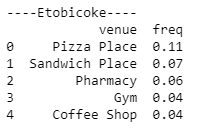 ----Etobicoke----
venue freq
0 Pizza Place 0.11
1 Sandwich Place 0.07
2 Pharmacy 0.06
3 Gym 0.04
4 Coffee Shop 0.04